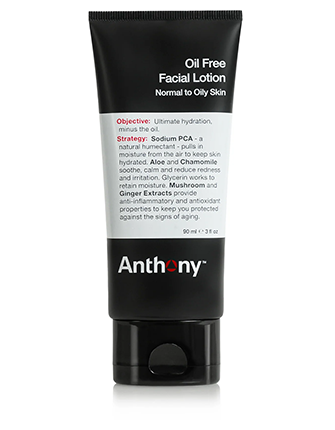 Oil Free
Facial Lotion
Normal to Oily Skin
Objective: Ultimate hydration,
minus the oil.
Strategy: Sodium PCA - a
natural humectant - pulls in
moisture from the air to keep skin
hydrated. Aloe and Chamomile
soothe, calm and reduce redness
and irritation. Glycerin works to
retain moisture. Mushroom and
Ginger Extracts provide
anti-inflammatory and antioxidant
properties to keep you protected
against the signs of aging.
90 ml ℮ 3 fl oz
Anthony™